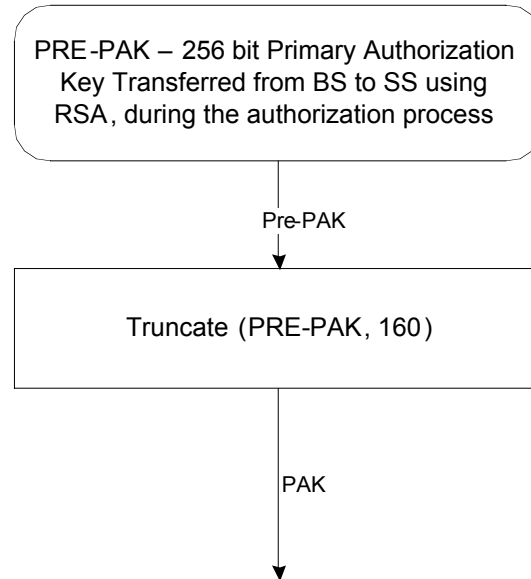 PRE-PAK – 256 bit Primary Authorization
Key Transferred from BS to SS using
RSA, during the authorization process
Pre-PAK
Truncate (PRE-PAK, 160)
PAK